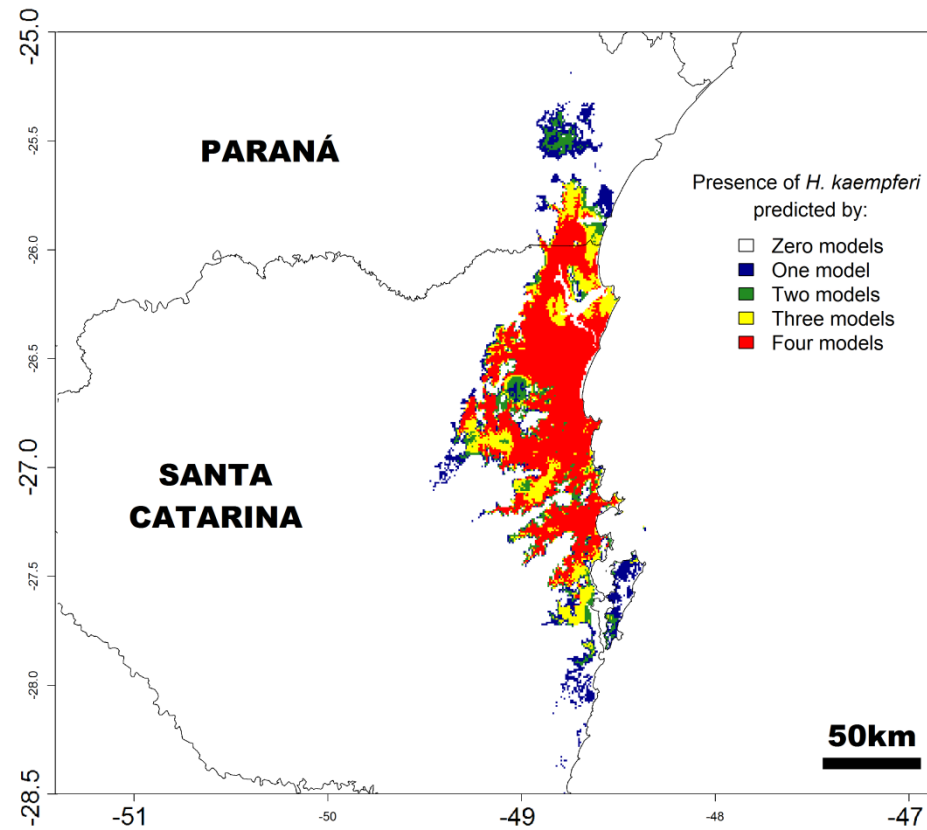 -25.0
-25.5
-26.0
-26.5
-27.0
-27.5
-28.0
-28.5
PARANÁ
SANTA
CATARINA
Presence of H. kaempferi
predicted by:
Zero models
One model
Two models
Three models
Four models
50km
-51
-50
-49
-48
-47